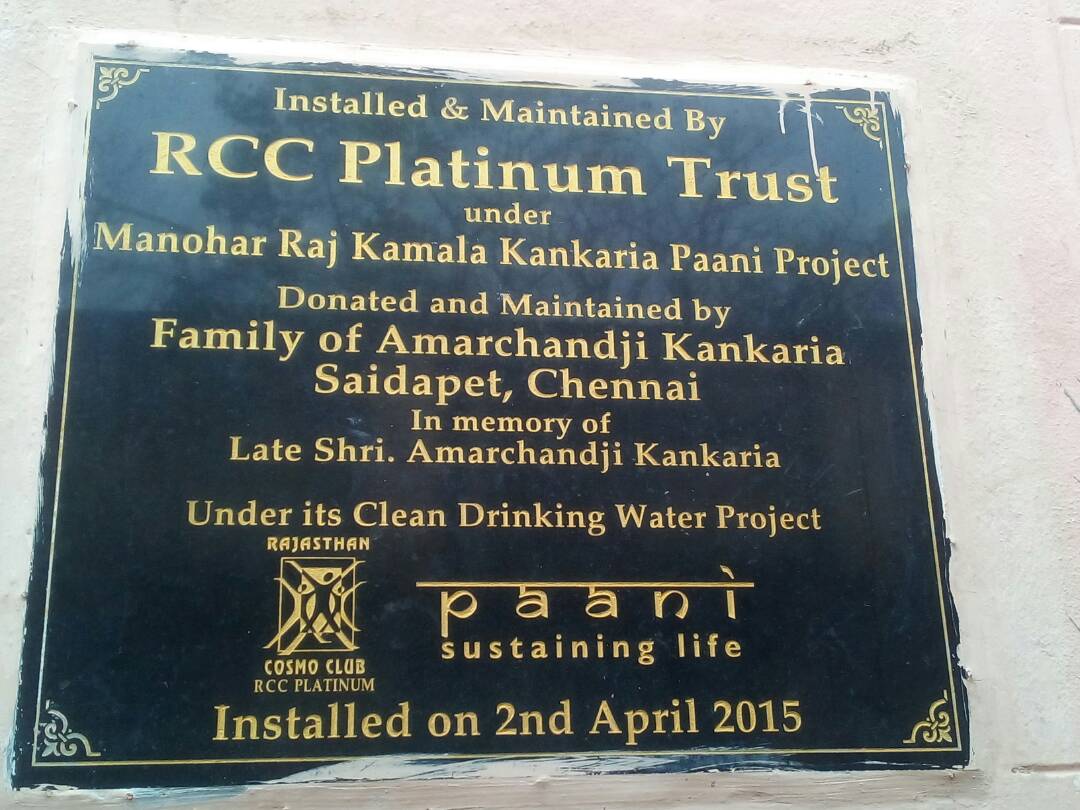 Installed & Maintained By
RCC Platinum Trust
under
Manohar Raj Kamala Kankaria Paani Project
Donated and Maintained by
Family of Amarchandji Kankaria
Saidapet, Chennai
In memory of
Late Shri. Amarchandji Kankaria
Under its Clean Drinking Water Project
RAJASTHAN
COSMO CLUB
RCC PLATINUM
paani
sustaining life
Installed on 2nd April 2015